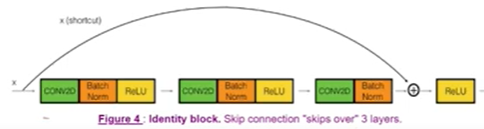 x (shortcut)
x
CONV2D Batch Norm ReLU CONV2D Batch Norm ReLU CONV2D Batch Norm + ReLU
Figure 4 : Identity block. Skip connection "skips over" 3 layers.